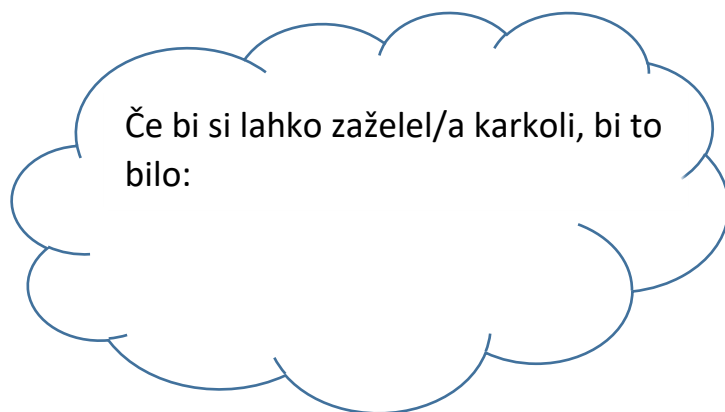 Če bi si lahko zaželel/a karkoli, bi to
bilo: